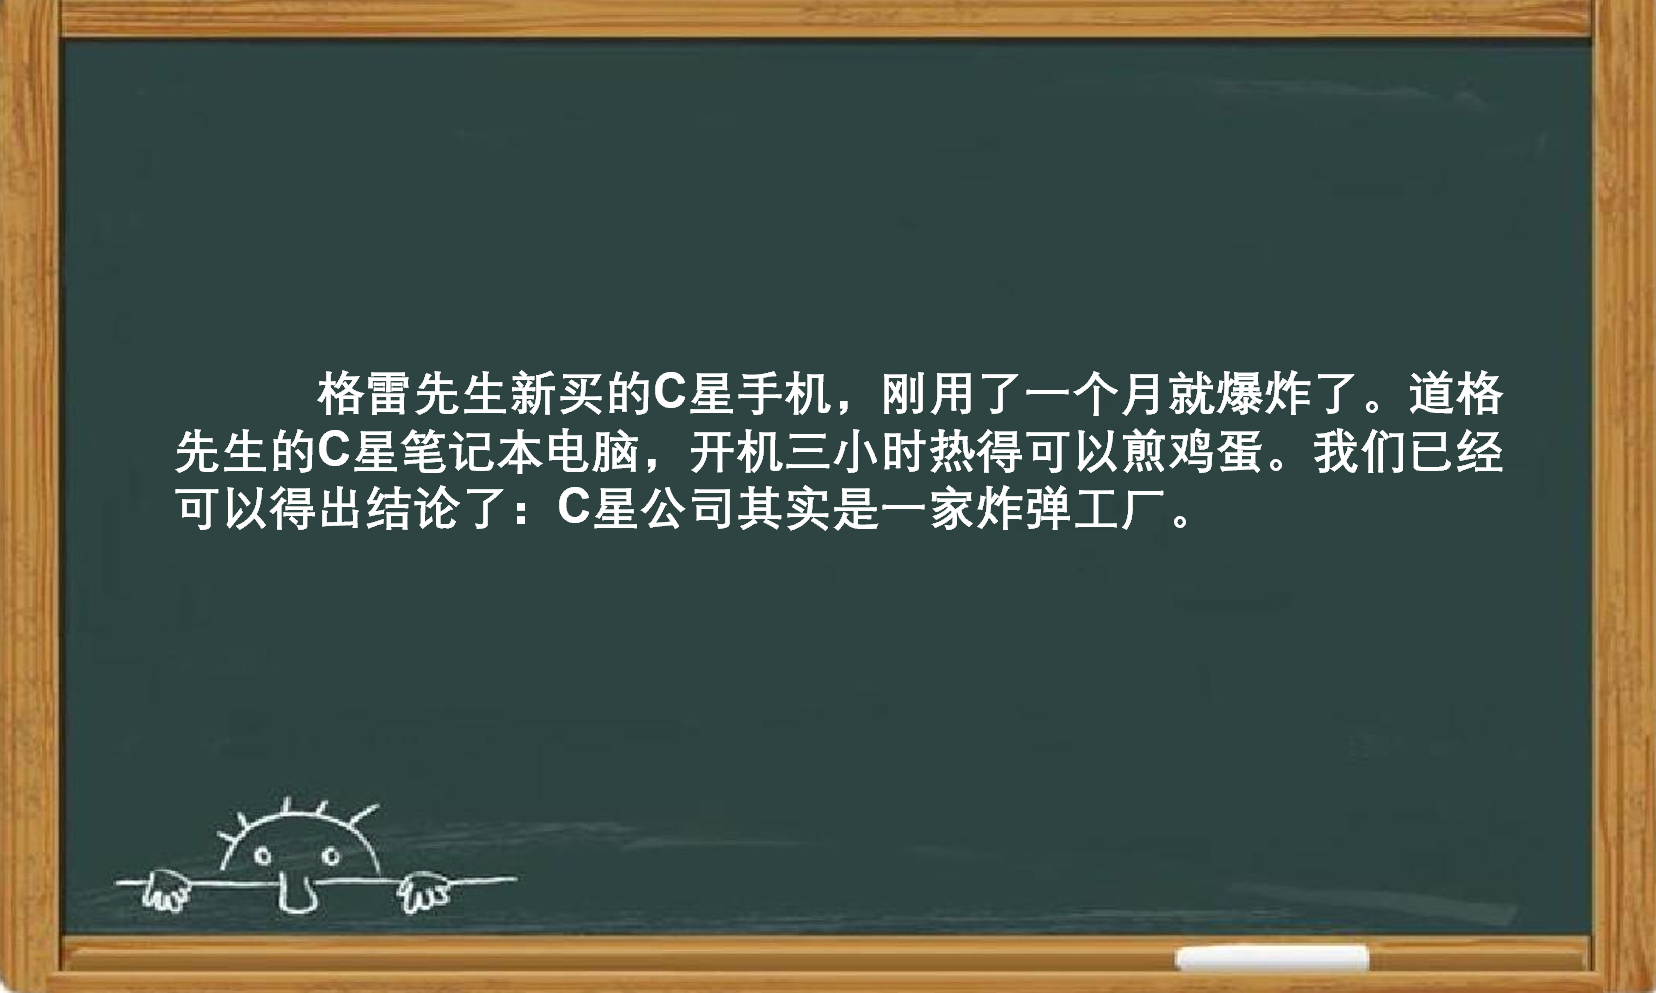 格雷先生新买的C星手机，刚用了一个月就爆炸了。道格
先生的C星笔记本电脑，开机三小时热得可以煎鸡蛋。我们已经
可以得出结论了：C星公司其实是一家炸弹工厂。